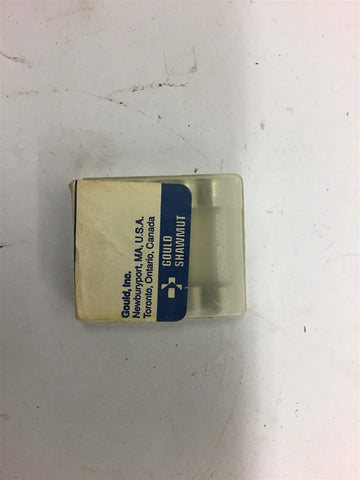 Gould, Inc.
Newburyport, MA, U.S.A.
Toronto, Ontario, Canada
GOULD
SHAWMUT